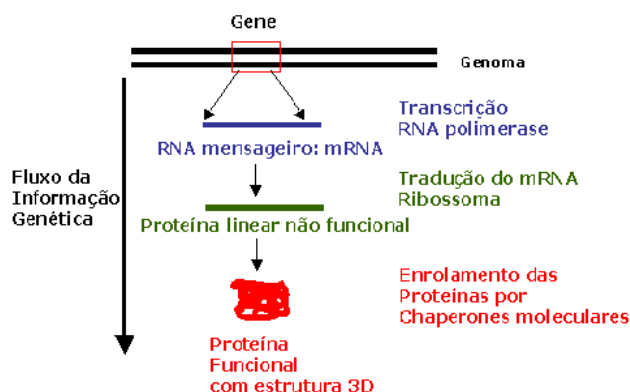 Gene
Genoma
Transcrição
RNA polimerase
RNA mensageiro: mRNA
Fluxo da
Informação
Genética
Tradução do mRNA
Ribossoma
Proteína linear não funcional
Enrolamento das
Proteínas por
Chaperones moleculares
Proteína
Funcional
com estrutura 3D